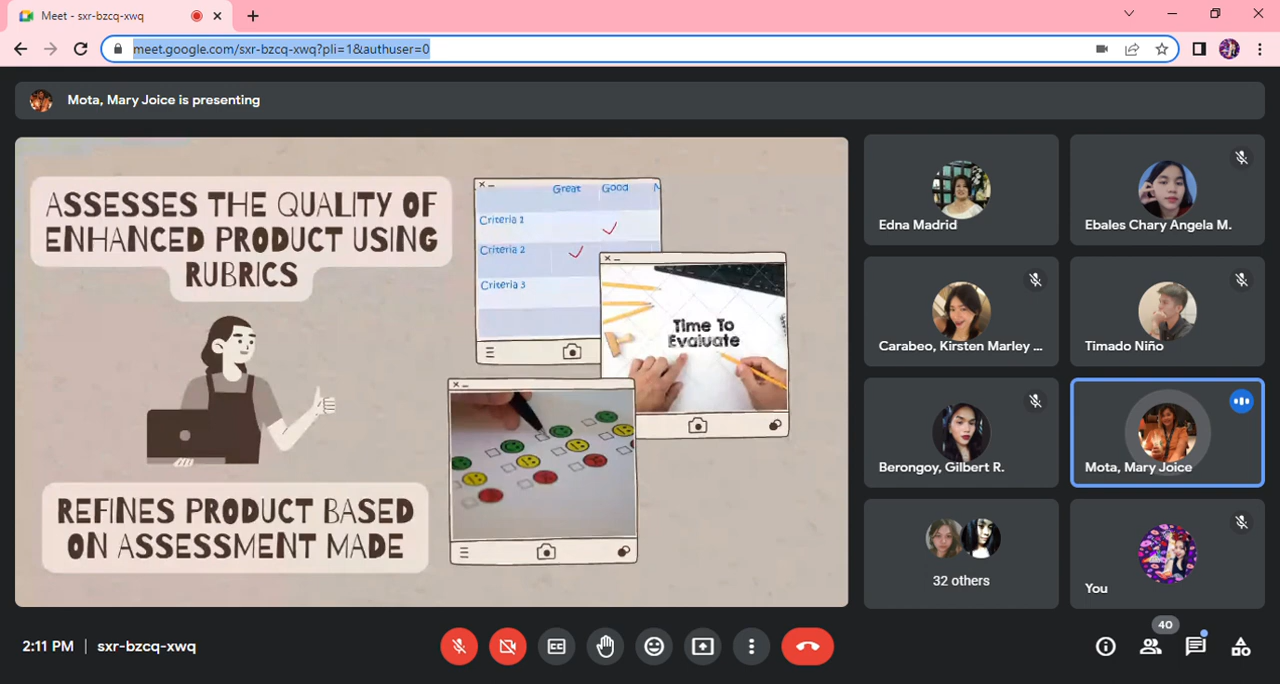 Meet - sxr-bzcq-xwq
meet.google.com/sxr-bzcq-xwq?pli=1&authuser=0
Mota, Mary Joice is presenting
ASSESSES THE QUALITY OF
ENHANCED PRODUCT USING
RUBRICS
Great Good N
Criteria 1
Criteria 2
Criteria 3
Time To
Evaluate
REFINES PRODUCT BASED
ON ASSESSMENT MADE
Edna Madrid
Ebales Chary Angela M.
Carabeo, Kirsten Marley ...
Timado Niño
Berongoy, Gilbert R.
Mota, Mary Joice
32 others
You
2:11 PM | sxr-bzcq-xwq
CC
40